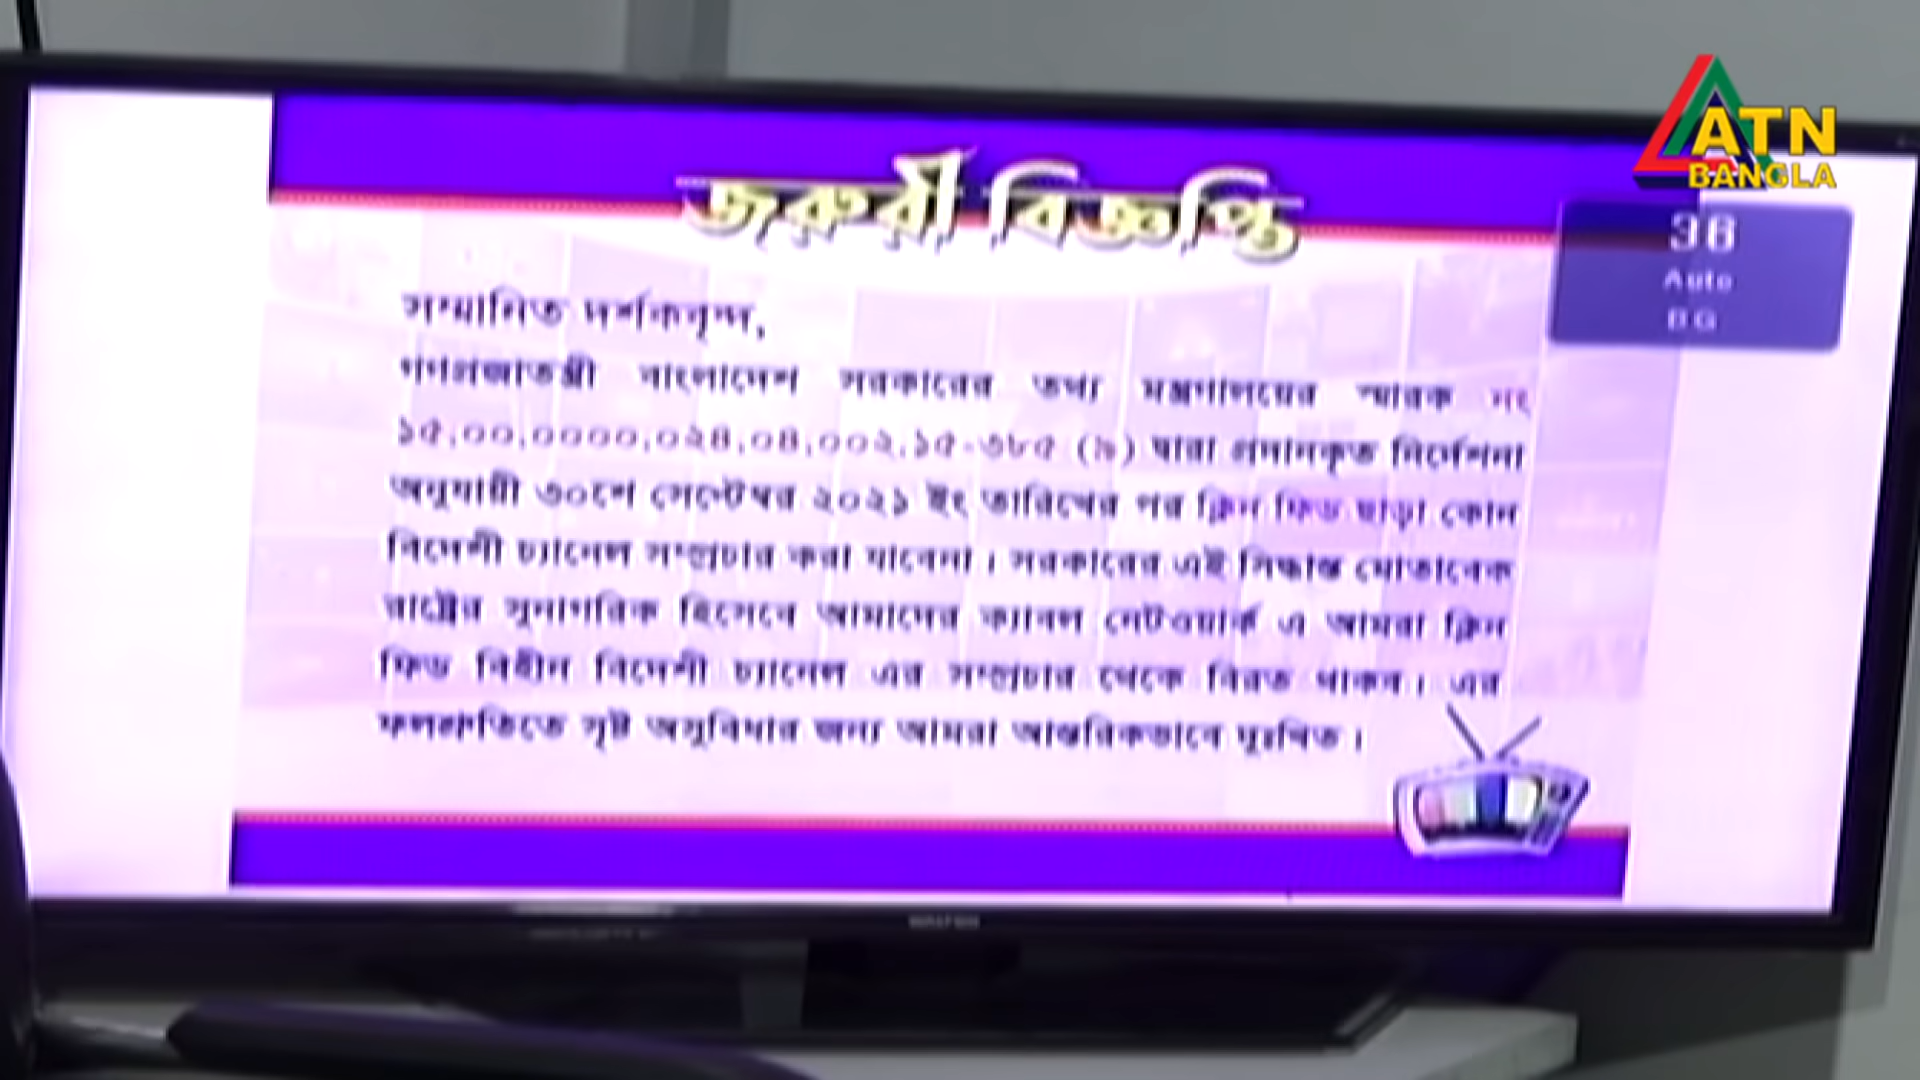 ATN
BANGLA
জরুরী বিজ্ঞপ্তি
36
Auto
BG
সম্মানিত দর্শকবৃন্দ,
গণপ্রজাতন্ত্রী বাংলাদেশ সরকারের তথ্য মন্ত্রণালয়ের স্মারক নং
১৫.০০.০০০০.০২৪.০৪.০০২.১৫-৩৮৫ (৯) দ্বারা প্রদানকৃত নির্দেশনা
অনুযায়ী ৩০শে সেপ্টেম্বর ২০২১ ইং তারিখের পর ক্লিন ফিড ছাড়া কোন
বিদেশী চ্যানেল সম্প্রচার করা যাবেনা । সরকারের এই সিদ্ধান্ত মোতাবেক
রাষ্ট্রের সুনাগরিক হিসেবে আমাদের ক্যাবল নেটওয়ার্ক এ আমরা ক্লিন
ফিড বিহীন বিদেশী চ্যানেল এর সম্প্রচার থেকে বিরত থাকব। এর
ফলশ্রুতিতে সৃষ্ট অসুবিধার জন্য আমরা আন্তরিকভাবে দুঃখিত ।